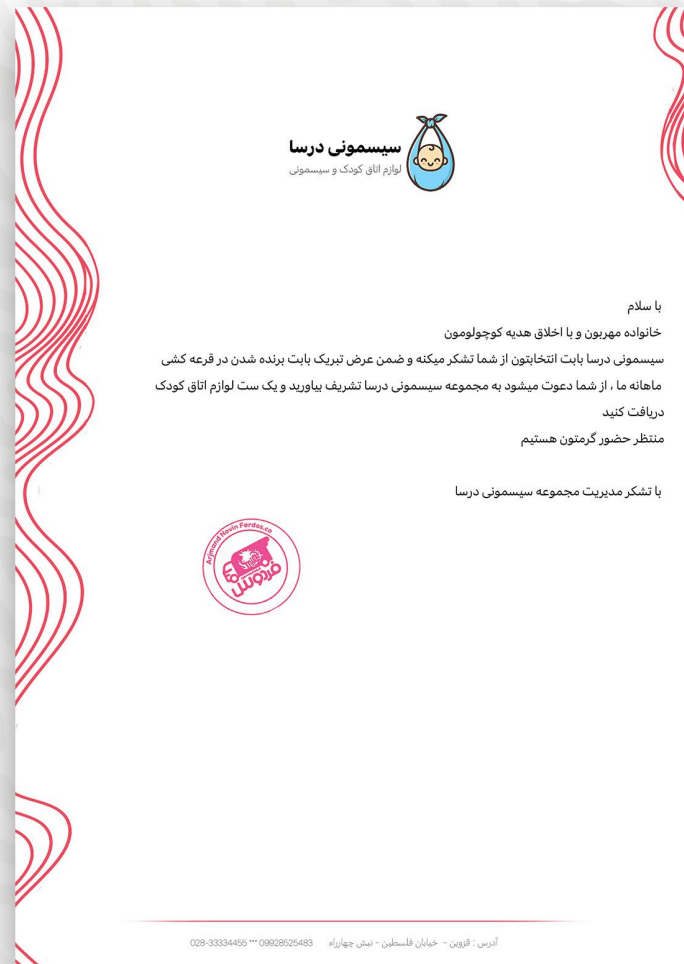 سیسمونی درسا
لوازم اتاق کودک و سیسمونی
با سلام
خانواده مهربون و با اخلاق هدیه کوچولومون
سیسمونی درسا بابت انتخابتون از شما تشکر میکنه و ضمن عرض تبریک بابت برنده شدن در قرعه کشی
ماهانه ما ، از شما دعوت میشود به مجموعه سیسمونی درسا تشریف بیاورید و یک ست لوازم اتاق کودک
دریافت کنید
منتظر حضور گرمتون هستیم
با تشکر مدیریت مجموعه سیسمونی درسا
Arjmand Novin Ferdos.co
فردوس
آدرس : قزوین - خیابان فلسطین - نبش چهارراه 09928525483 *** 028-33334455